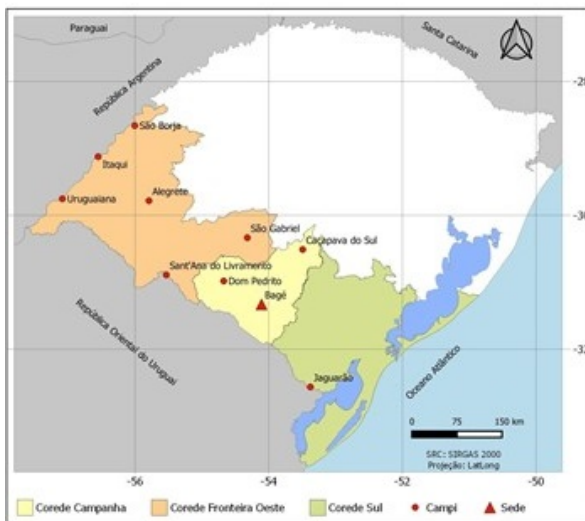 Paraguai
Santa Catarina
República Argentina
-28
São Borja
Itaqui
Uruguaiana
Alegrete
-30
São Gabriel
Caçapava do Sul
Sant'Ana do Livramento
Dom Pedrito
Bagé
República Oriental do Uruguai
-32
Jaguarão
Oceano Atlântico
0 75 150 km
SRC: SIRGAS 2000
Projeção: LatLong
-56 -54 -52 -50
Corede Campanha Corede Fronteira Oeste Corede Sul Campi Sede